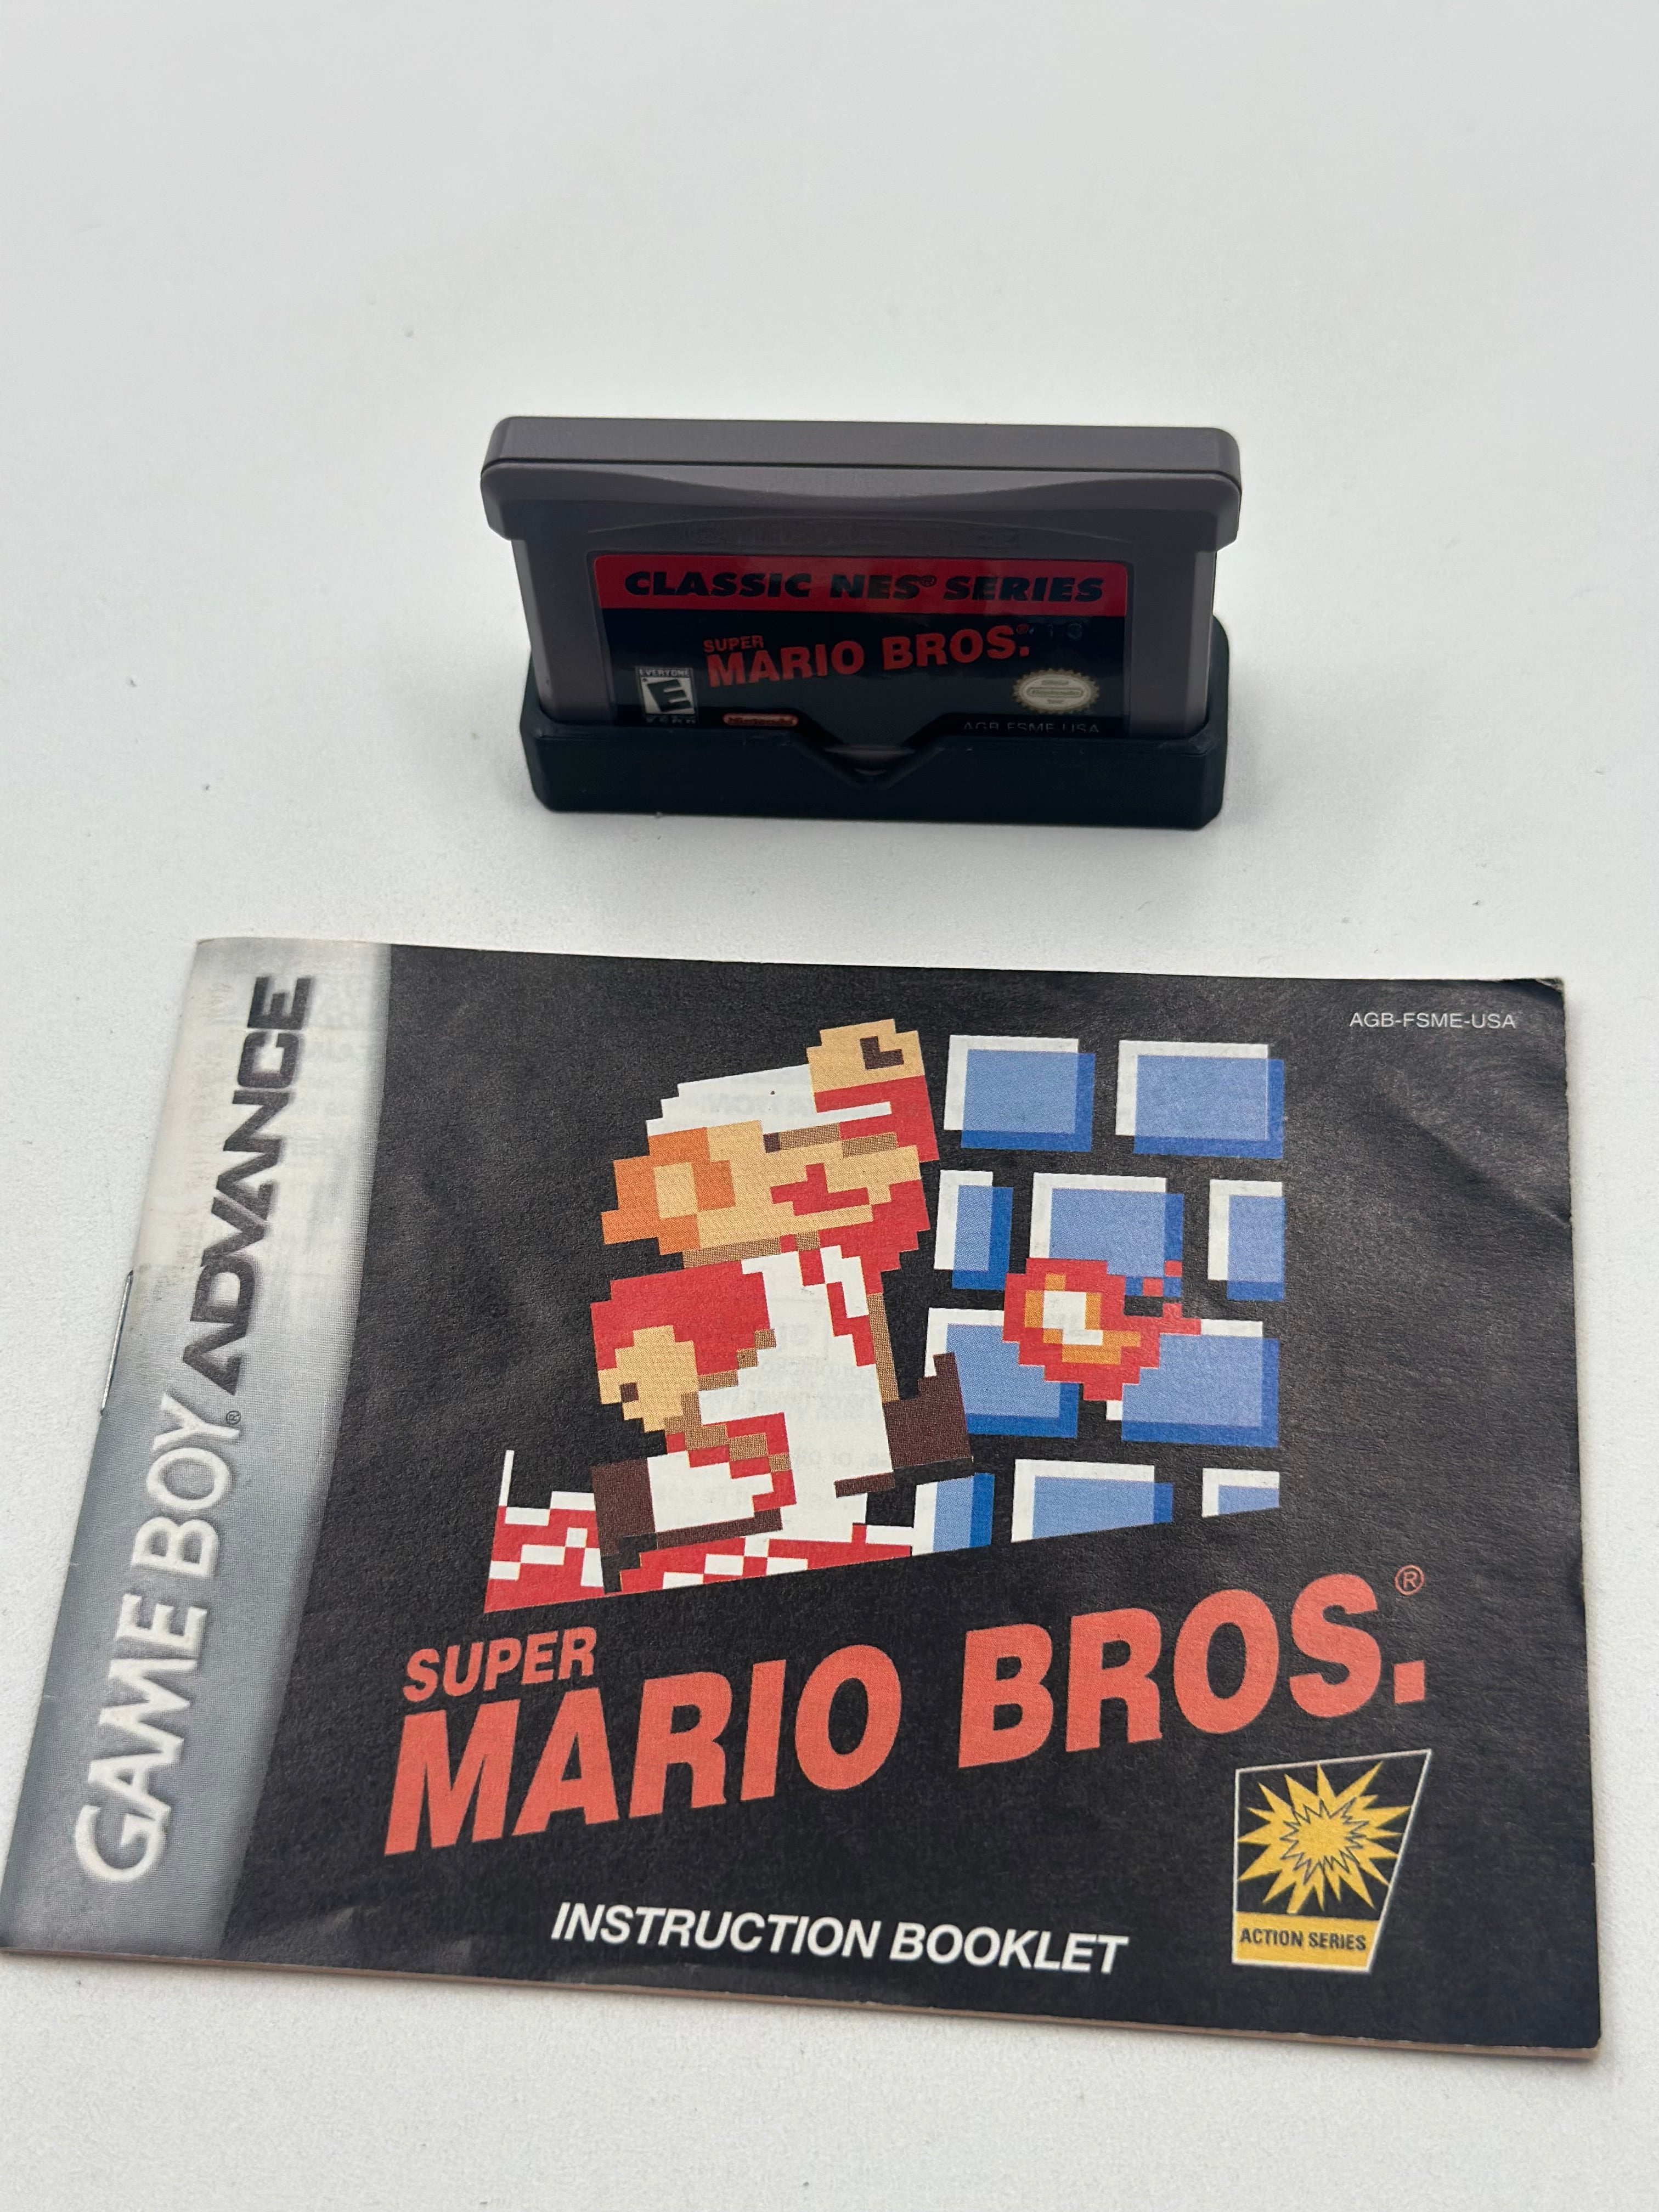 CLASSIC NES® SERIES
SUPER
MARIO BROS.®
EVERYONE
E
ESRB
Nintendo
AGB-FSME-USA
GAME BOY ADVANCE
AGB-FSME-USA
SUPER
MARIO BROS.®
INSTRUCTION BOOKLET
ACTION SERIES